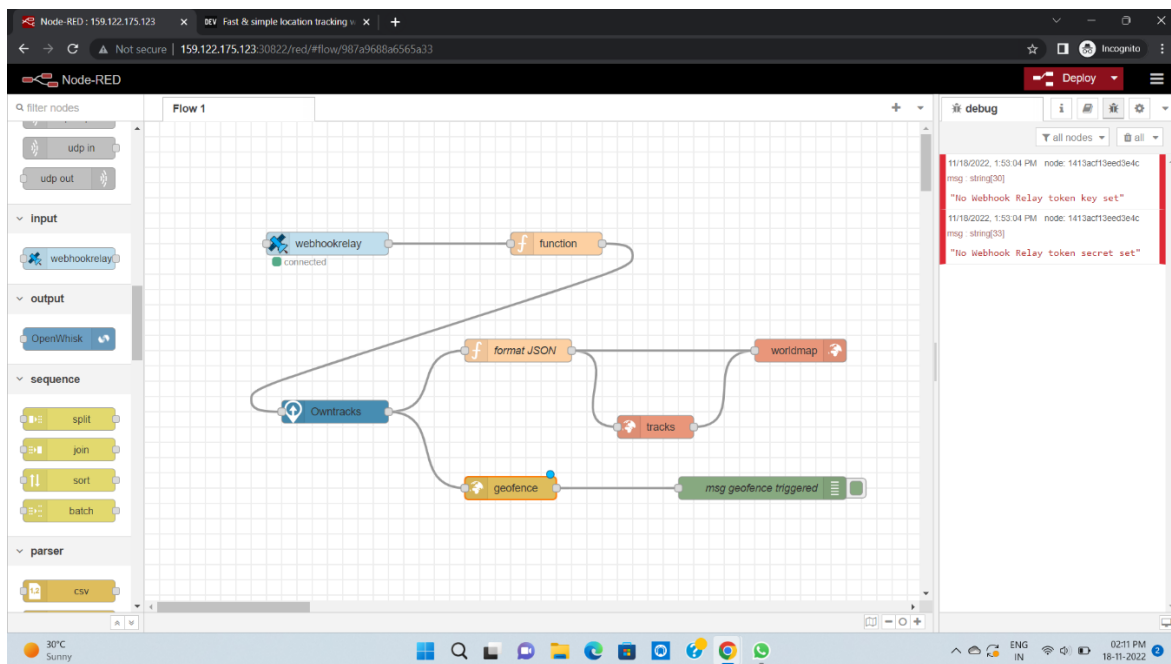 Node-RED : 159.122.175.123
DEV Fast & simple location tracking w
Not secure | 159.122.175.123:30822/red/#flow/987a9688a6565a33
Incognito
Node-RED
Deploy
filter nodes
Flow 1
debug
i
all nodes
all
udp in
udp out
input
webhookrelay
output
OpenWhisk
sequence
split
join
sort
batch
parser
1,2
csv
webhookrelay
connected
f
function
f
format JSON
worldmap
Owntracks
tracks
geofence
msg geofence triggered
11/18/2022, 1:53:04 PM node: 1413acf13eed3e4c
msg : string[30]
"No Webhook Relay token key set"
11/18/2022, 1:53:04 PM node: 1413acf13eed3e4c
msg : string[33]
"No Webhook Relay token secret set"
30°C
Sunny
ENG
IN
02:11 PM
18-11-2022
2